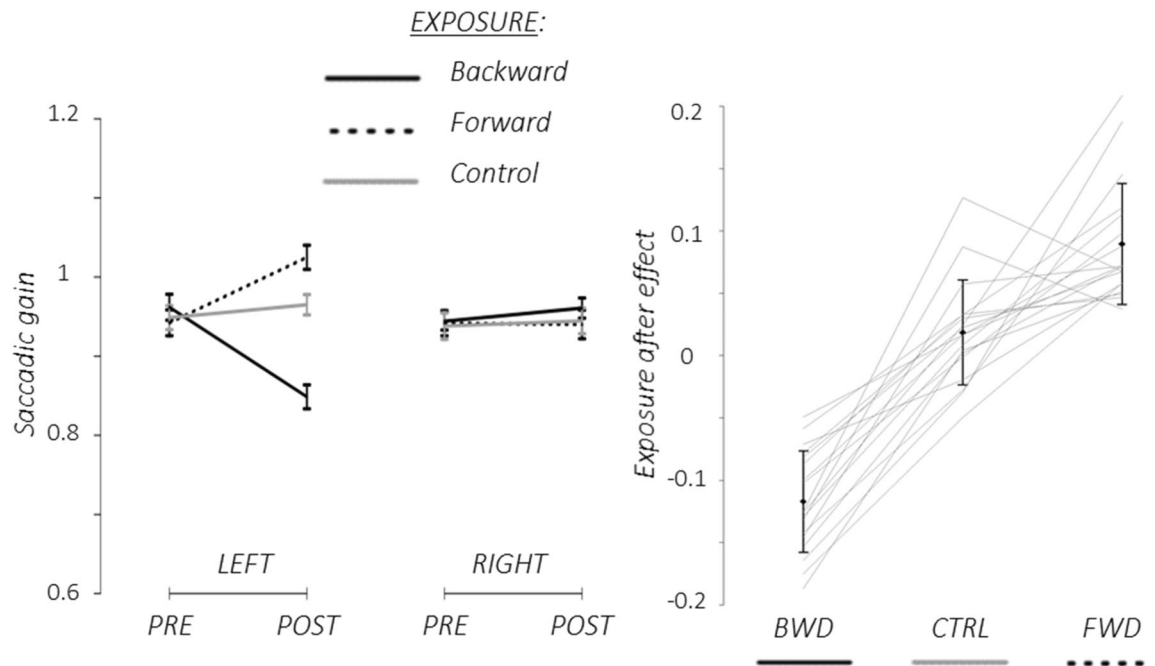 EXPOSURE:
Backward
Forward
Control
Saccadic gain
1.2
1
0.8
0.6
LEFT
RIGHT
PRE
POST
PRE
POST
Exposure after effect
0.2
0.1
0
-0.1
-0.2
BWD
CTRL
FWD